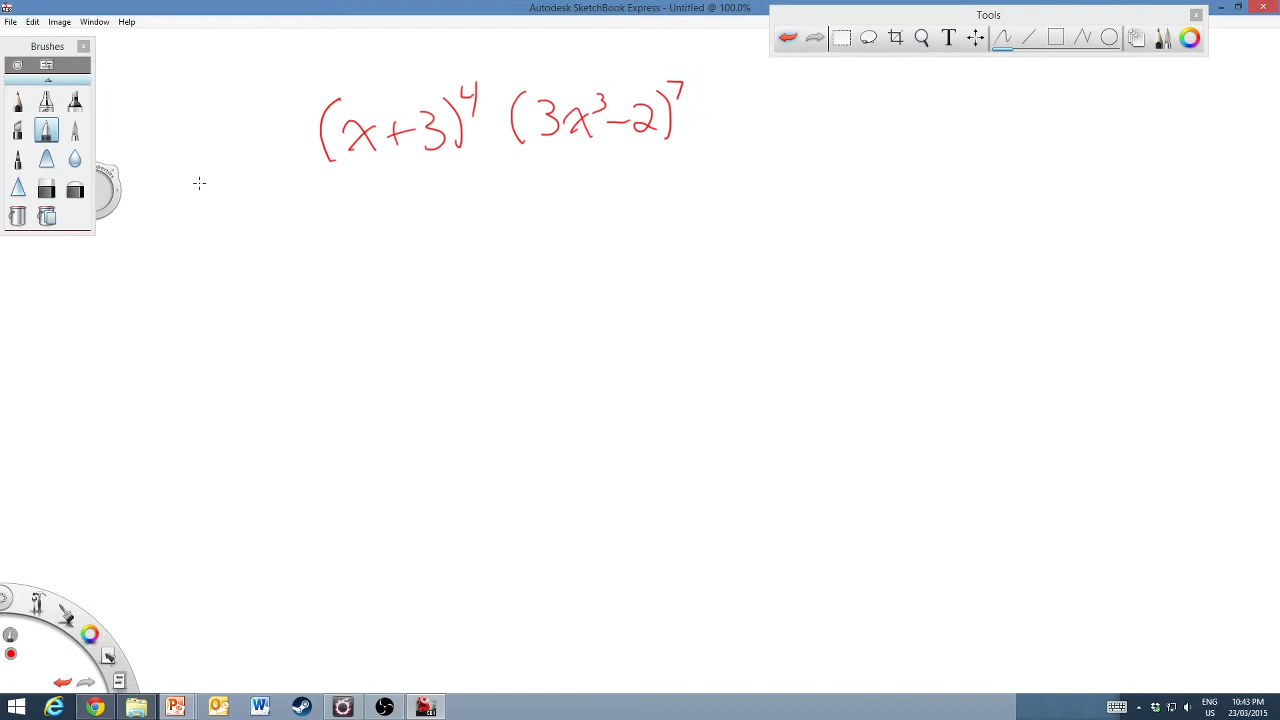 Autodesk SketchBook Express - Untitled @ 100.0%
File Edit Image Window Help
Tools
Brushes
(x+3)⁴ (3x³-2)⁷
ENG
US
10:43 PM
23/03/2015